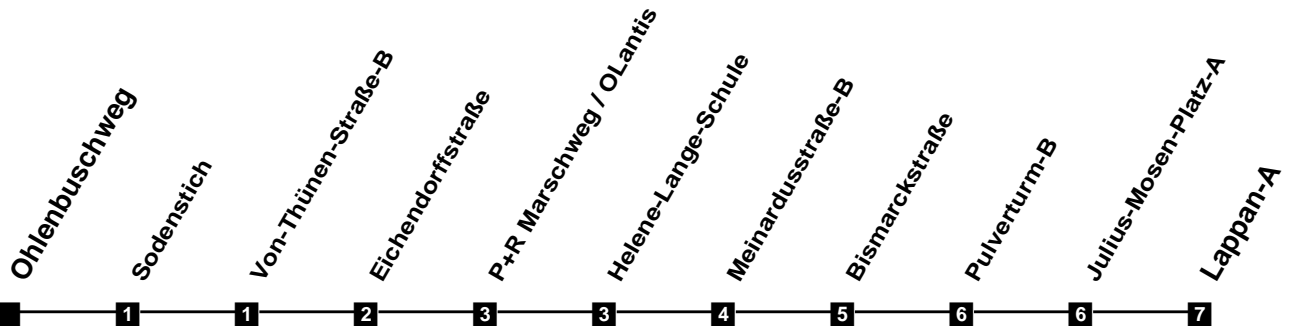 Ohlenbuschweg
Sodenstich
Von-Thünen-Straße-B
Eichendorffstraße
P+R Marschweg / OLantis
Helene-Lange-Schule
Meinardusstraße-B
Bismarckstraße
Pulverturm-B
Julius-Mosen-Platz-A
Lappan-A
1 1 2 3 3 4 5 6 6 7